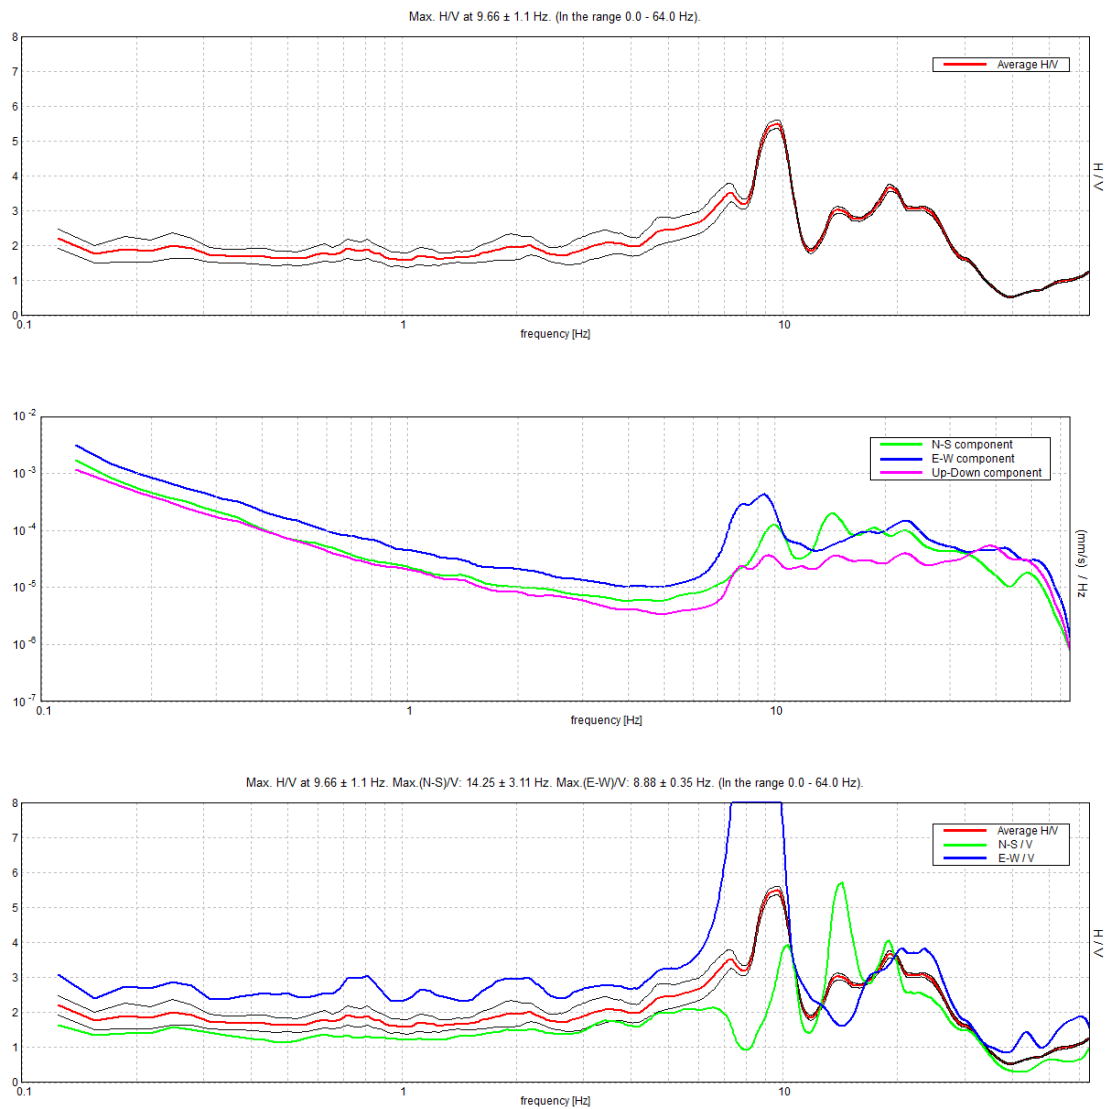 Max. H/V at 9.66 ± 1.1 Hz. (In the range 0.0 - 64.0 Hz).
8
7
6
5
4
3
2
1
0
Average H/V
H / V
0.1
1
10
frequency [Hz]
10 -2
10 -3
10 -4
10 -5
10 -6
10 -7
N-S component
E-W component
Up-Down component
(mm/s) / Hz
0.1
1
10
frequency [Hz]
Max. H/V at 9.66 ± 1.1 Hz. Max.(N-S)/V: 14.25 ± 3.11 Hz. Max.(E-W)/V: 8.88 ± 0.35 Hz. (In the range 0.0 - 64.0 Hz).
8
7
6
5
4
3
2
1
0
Average H/V
N-S / V
E-W / V
H / V
0.1
1
10
frequency [Hz]